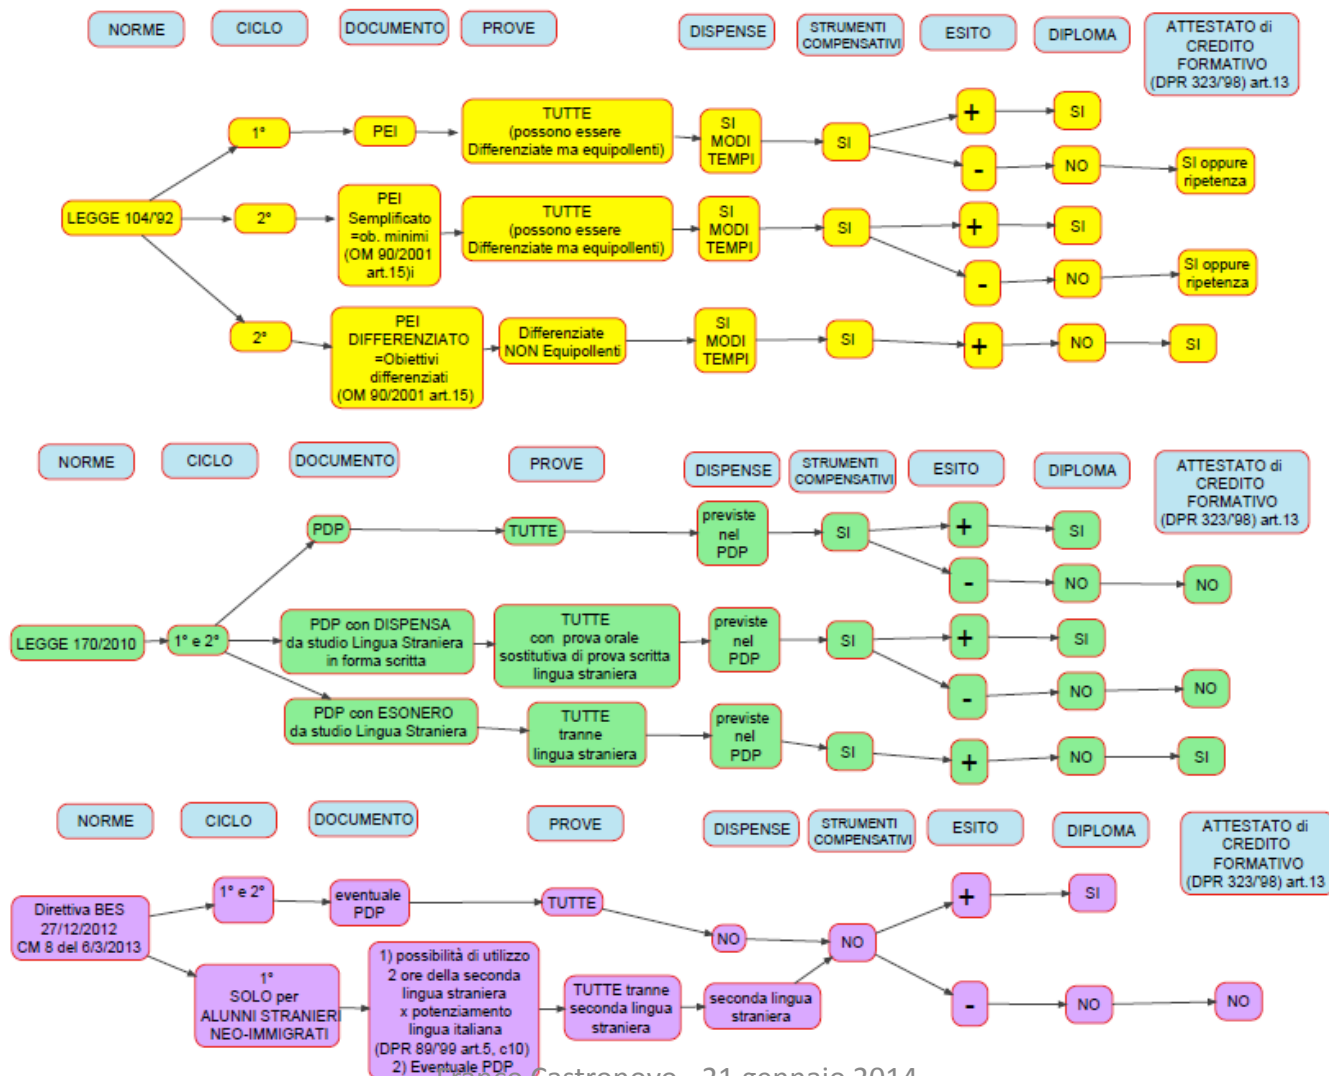 NORME
CICLO
DOCUMENTO
PROVE
DISPENSE
STRUMENTI
COMPENSATIVI
ESITO
DIPLOMA
ATTESTATO di
CREDITO
FORMATIVO
(DPR 323/'98) art.13
LEGGE 104/'92
1°
PEI
TUTTE
(possono essere
Differenziate ma equipollenti)
SI
MODI
TEMPI
SI
+
SI
-
NO
SI oppure
ripetenza
2°
PEI
Semplificato
=ob. minimi
(OM 90/2001
art.15)i
TUTTE
(possono essere
Differenziate ma equipollenti)
SI
MODI
TEMPI
SI
+
SI
-
NO
SI oppure
ripetenza
2°
PEI
DIFFERENZIATO
=Obiettivi
differenziati
(OM 90/2001 art.15)
Differenziate
NON Equipollenti
SI
MODI
TEMPI
SI
+
NO
SI
NORME
CICLO
DOCUMENTO
PROVE
DISPENSE
STRUMENTI
COMPENSATIVI
ESITO
DIPLOMA
ATTESTATO di
CREDITO
FORMATIVO
(DPR 323/'98) art.13
LEGGE 170/2010
1° e 2°
PDP
TUTTE
previste
nel
PDP
SI
+
SI
-
NO
NO
PDP con DISPENSA
da studio Lingua Straniera
in forma scritta
TUTTE
con prova orale
sostitutiva di prova scritta
lingua straniera
previste
nel
PDP
SI
+
SI
-
NO
NO
PDP con ESONERO
da studio Lingua Straniera
TUTTE
tranne
lingua straniera
previste
nel
PDP
SI
+
NO
SI
NORME
CICLO
DOCUMENTO
PROVE
DISPENSE
STRUMENTI
COMPENSATIVI
ESITO
DIPLOMA
ATTESTATO di
CREDITO
FORMATIVO
(DPR 323/'98) art.13
Direttiva BES
27/12/2012
CM 8 del 6/3/2013
1° e 2°
eventuale
PDP
TUTTE
NO
NO
+
SI
-
NO
NO
1°
SOLO per
ALUNNI STRANIERI
NEO-IMMIGRATI
1) possibilità di utilizzo
2 ore della seconda
lingua straniera
x potenziamento
lingua italiana
(DPR 89/'99 art.5, c10)
2) Eventuale PDP
TUTTE tranne
seconda lingua
straniera
seconda lingua
straniera
Franco Castronovo - 21 gennaio 2014